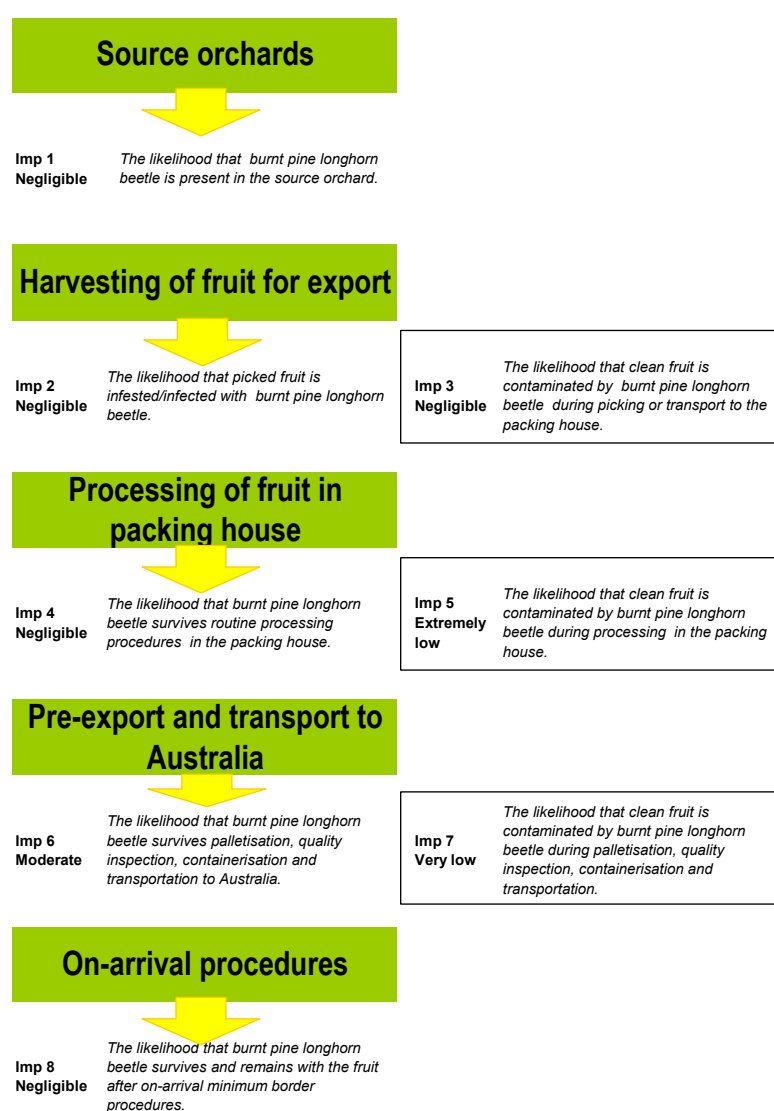 Source orchards
Imp 1
Negligible
The likelihood that burnt pine longhorn
beetle is present in the source orchard.
Harvesting of fruit for export
Imp 2
Negligible
The likelihood that picked fruit is
infested/infected with burnt pine longhorn
beetle.
Imp 3
Negligible
The likelihood that clean fruit is
contaminated by burnt pine longhorn
beetle during picking or transport to the
packing house.
Processing of fruit in
packing house
Imp 4
Negligible
The likelihood that burnt pine longhorn
beetle survives routine processing
procedures in the packing house.
Imp 5
Extremely
low
The likelihood that clean fruit is
contaminated by burnt pine longhorn
beetle during processing in the packing
house.
Pre-export and transport to
Australia
Imp 6
Moderate
The likelihood that burnt pine longhorn
beetle survives palletisation, quality
inspection, containerisation and
transportation to Australia.
Imp 7
Very low
The likelihood that clean fruit is
contaminated by burnt pine longhorn
beetle during palletisation, quality
inspection, containerisation and
transportation.
On-arrival procedures
Imp 8
Negligible
The likelihood that burnt pine longhorn
beetle survives and remains with the fruit
after on-arrival minimum border
procedures.